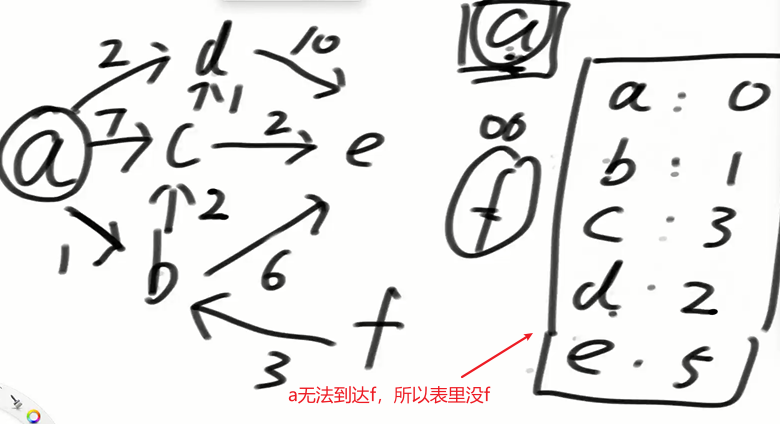 2 d 10
1
a 7 c 2 e
2
1 b 6
3 f
a
∞
f
a : 0
b : 1
c : 3
d : 2
e : 5
a无法到达f，所以表里没f